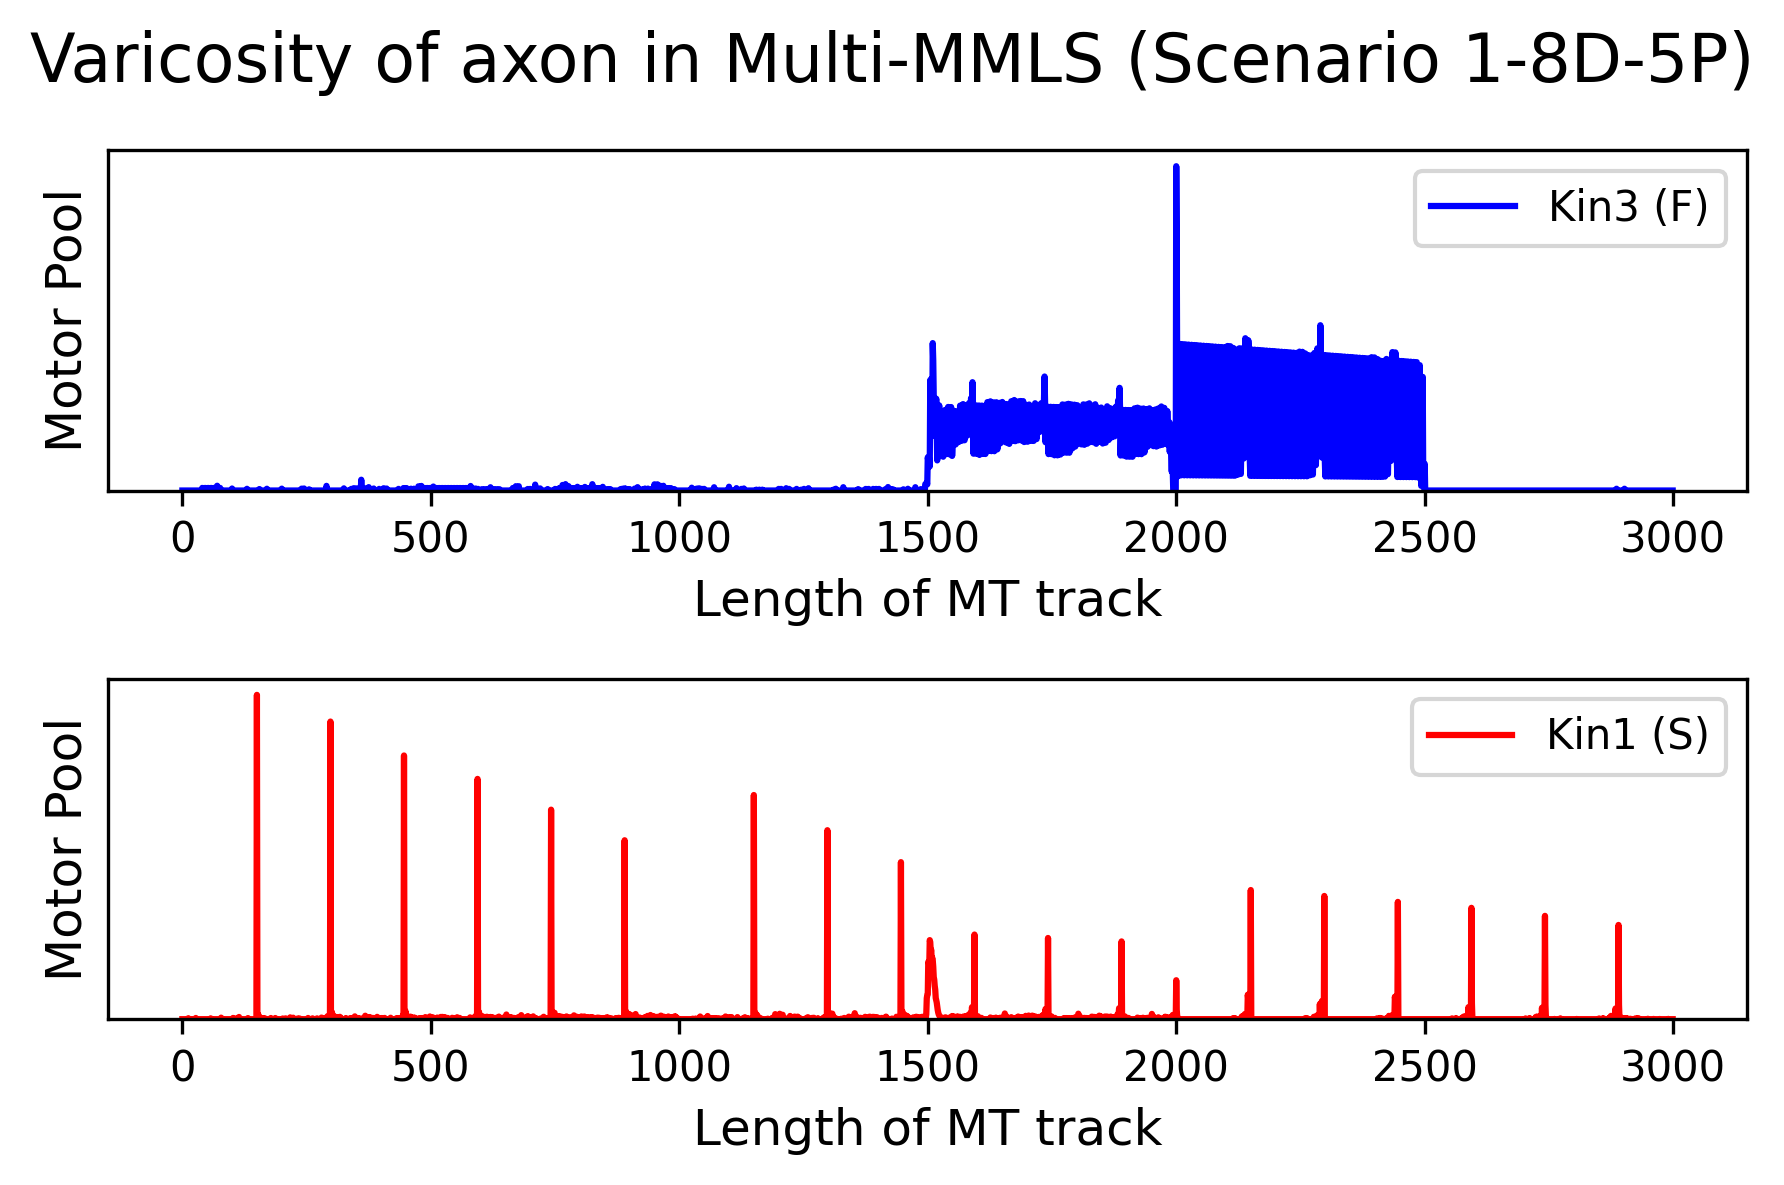 Varicosity of axon in Multi-MMLS (Scenario 1-8D-5P)
Motor Pool
Kin3 (F)
0 500 1000 1500 2000 2500 3000
Length of MT track
Motor Pool
Kin1 (S)
0 500 1000 1500 2000 2500 3000
Length of MT track